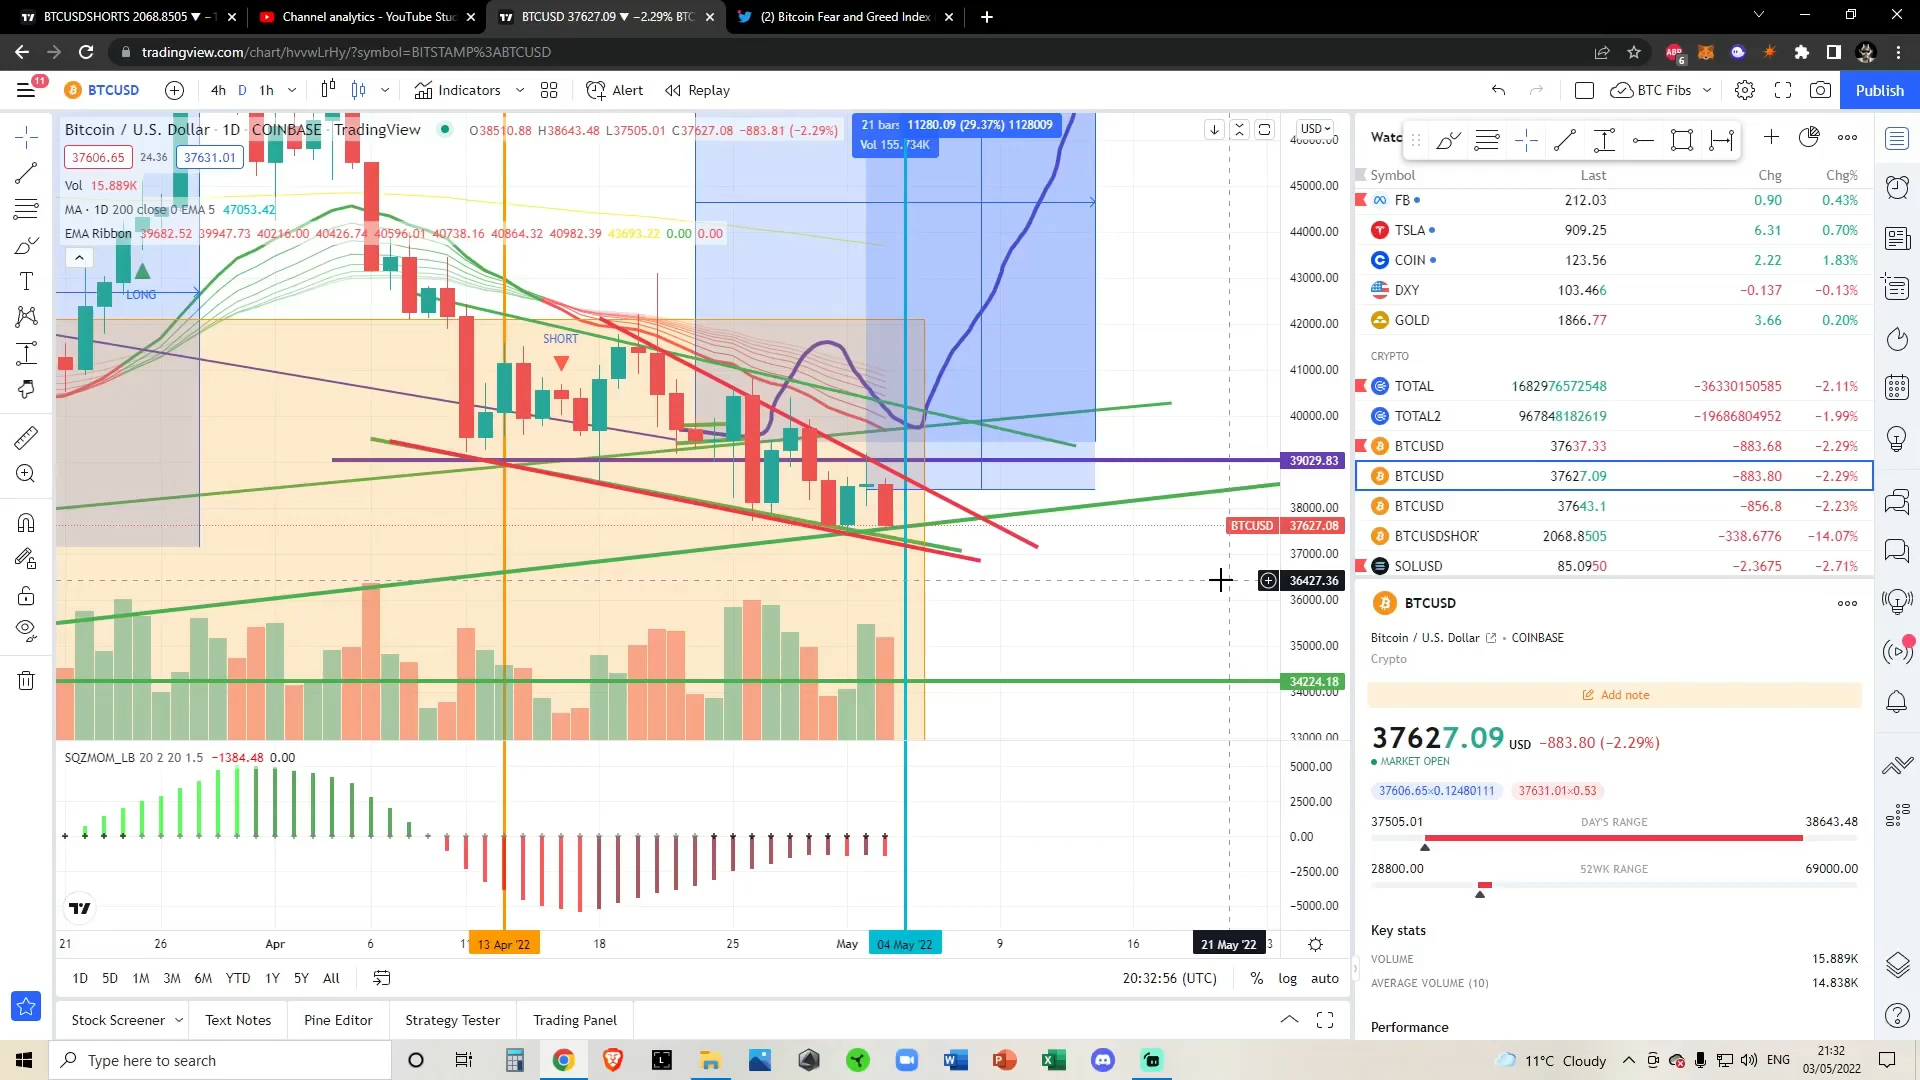 BTCUSDSHORTS 2068.8505 ▼ −1
Channel analytics - YouTube Stu
BTCUSD 37627.09 ▼ −2.29% BTC
(2) Bitcoin Fear and Greed Index
tradingview.com/chart/hvvwLrHy/?symbol=BITSTAMP%3ABTCUSD
6
11
BTCUSD
4h D 1h
Indicators
Alert
Replay
BTC Fibs
Publish
Bitcoin / U.S. Dollar · 1D · COINBASE · TradingView
O38510.88 H38643.48 L37505.01 C37627.08 −883.81 (−2.29%)
37606.65 24.36 37631.01
Vol 15.889K
MA · 1D 200 close 0 EMA 5 47053.42
EMA Ribbon 39682.52 39947.73 40216.00 40426.74 40596.01 40738.16 40864.32 40982.39 43693.22 0.00 0.00
LONG
SHORT
21 bars 11280.09 (29.37%) 1128009
Vol 155.734K
USD
46000.00
45000.00
44000.00
43000.00
42000.00
41000.00
40000.00
39029.83
38000.00
BTCUSD 37627.08
37000.00
36427.36
36000.00
35000.00
34224.18
34000.00
33000.00
SQZMOM_LB 20 2 20 1.5 −1384.48 0.00
5000.00
2500.00
0.00
−2500.00
−5000.00
21 26 Apr 6 11 13 Apr '22 18 25 May 04 May '22 9 16 21 May '22 3
1D 5D 1M 3M 6M YTD 1Y 5Y All
20:32:56 (UTC) % log auto
Stock Screener Text Notes Pine Editor Strategy Tester Trading Panel
Watc
Symbol Last Chg Chg%
FB 212.03 0.90 0.43%
TSLA 909.25 6.31 0.70%
COIN 123.56 2.22 1.83%
DXY 103.466 −0.137 −0.13%
GOLD 1866.77 3.66 0.20%
CRYPTO
TOTAL 1682976572548 −36330150585 −2.11%
TOTAL2 967848182619 −19686804952 −1.99%
BTCUSD 37637.33 −883.68 −2.29%
BTCUSD 37627.09 −883.80 −2.29%
BTCUSD 37643.1 −856.8 −2.23%
BTCUSDSHOR 2068.8505 −338.6776 −14.07%
SOLUSD 85.0950 −2.3675 −2.71%
BTCUSD
Bitcoin / U.S. Dollar • COINBASE
Crypto
Add note
37627.09 USD −883.80 (−2.29%)
MARKET OPEN
37606.65×0.12480111 37631.01×0.53
37505.01 DAY'S RANGE 38643.48
28800.00 52WK RANGE 69000.00
Key stats
VOLUME 15.889K
AVERAGE VOLUME (10) 14.838K
Performance
Type here to search
11°C Cloudy
ENG
21:32
03/05/2022